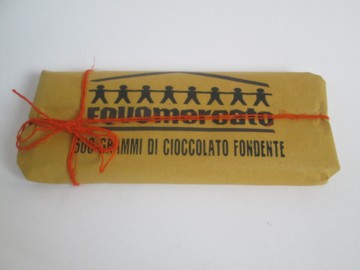 Equomercato
500 GRAMMI DI CIOCCOLATO FONDENTE